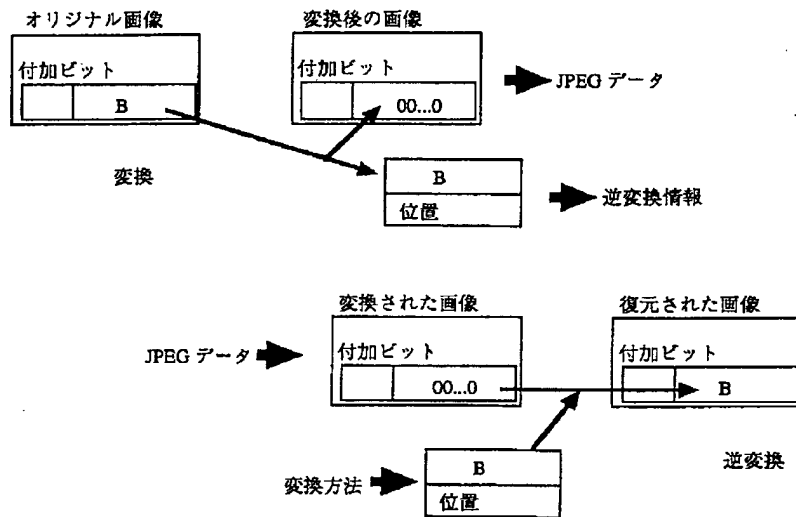 オリジナル画像
変換後の画像
付加ビット
付加ビット
B
00...0
JPEG データ
変換
B
位置
逆変換情報
変換された画像
復元された画像
JPEG データ
付加ビット
付加ビット
00...0
B
変換方法
B
位置
逆変換